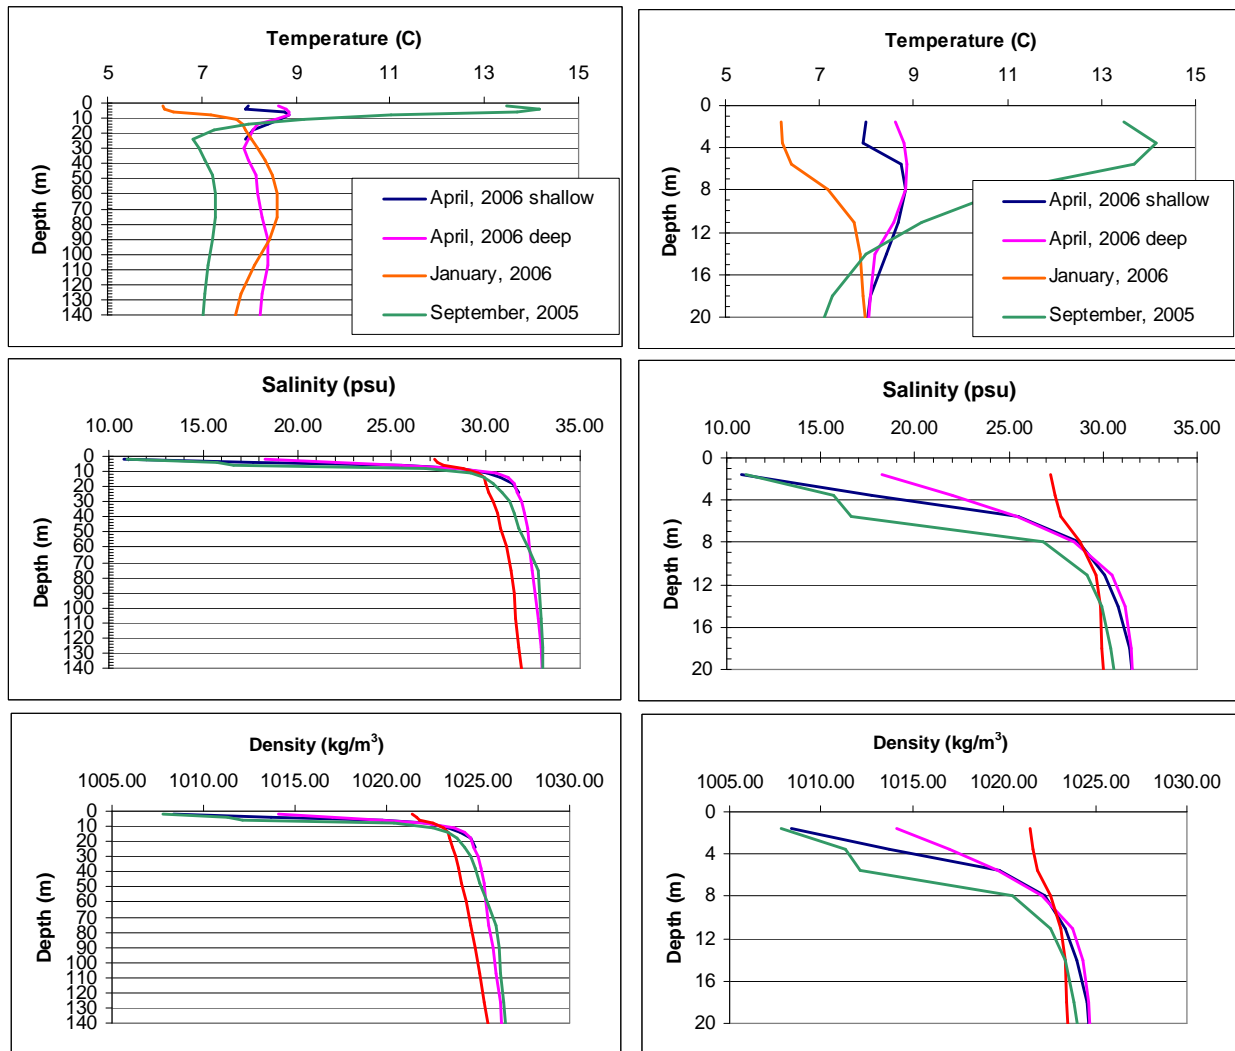 Temperature (C)
5 7 9 11 13 15
Depth (m)
0
10
20
30
40
50
60
70
80
90
100
110
120
130
140
April, 2006 shallow
April, 2006 deep
January, 2006
September, 2005
Temperature (C)
5 7 9 11 13 15
Depth (m)
0
4
8
12
16
20
April, 2006 shallow
April, 2006 deep
January, 2006
September, 2005
Salinity (psu)
10.00 15.00 20.00 25.00 30.00 35.00
Depth (m)
0
10
20
30
40
50
60
70
80
90
100
110
120
130
140
Salinity (psu)
10.00 15.00 20.00 25.00 30.00 35.00
Depth (m)
0
4
8
12
16
20
Density (kg/m³)
1005.00 1010.00 1015.00 1020.00 1025.00 1030.00
Depth (m)
0
10
20
30
40
50
60
70
80
90
100
110
120
130
140
Density (kg/m³)
1005.00 1010.00 1015.00 1020.00 1025.00 1030.00
Depth (m)
0
4
8
12
16
20